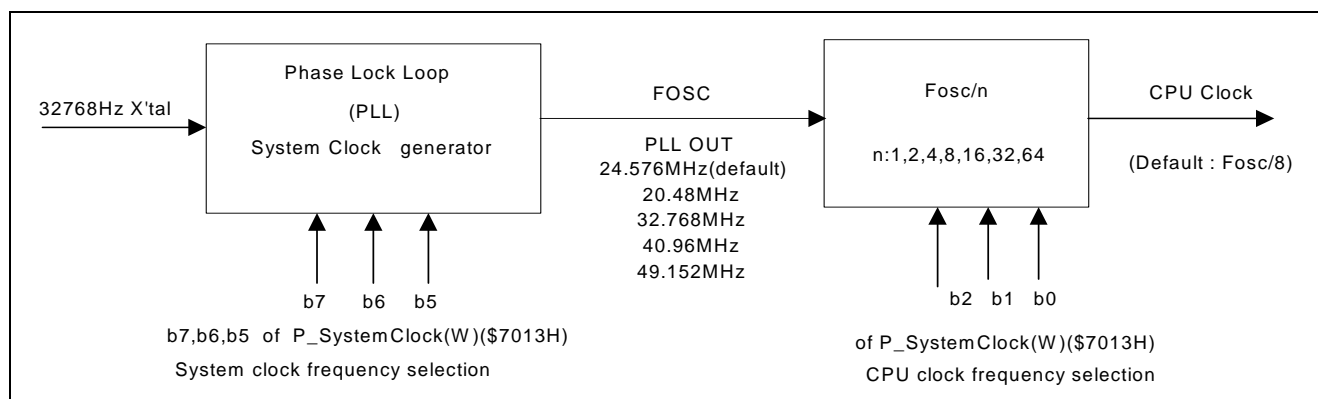 32768Hz X'tal
Phase Lock Loop
(PLL)
System Clock generator
b7 b6 b5
b7,b6,b5 of P_SystemClock(W)($7013H)
System clock frequency selection
FOSC
PLL OUT
24.576MHz(default)
20.48MHz
32.768MHz
40.96MHz
49.152MHz
Fosc/n
n:1,2,4,8,16,32,64
b2 b1 b0
of P_SystemClock(W)($7013H)
CPU clock frequency selection
CPU Clock
(Default : Fosc/8)